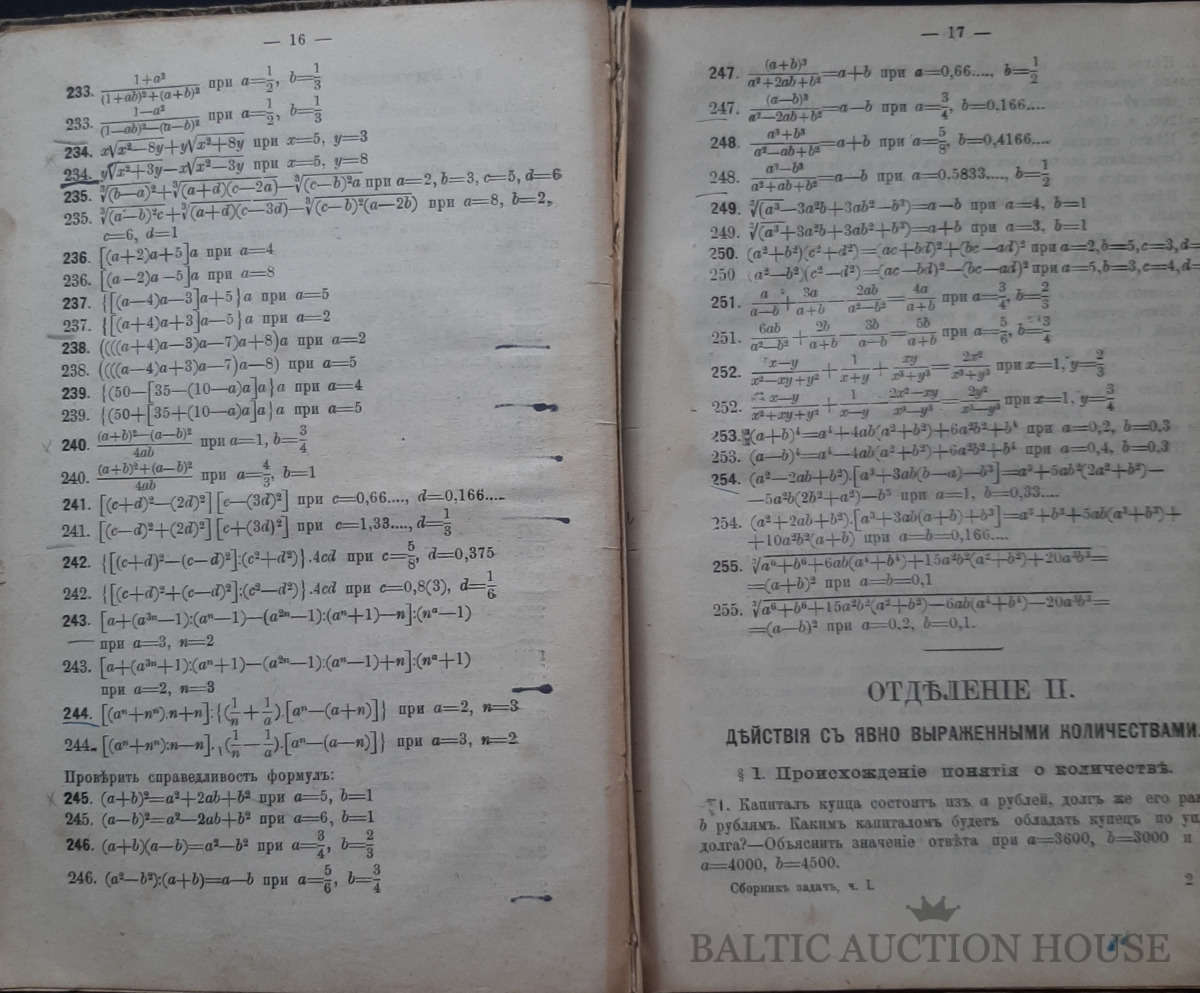 — 16 —
233. (1+a²)/((1+ab)²+(a+b)²) при a=1/2, b=1/3
233. (1—a²)/((1—ab)²—(a—b)²) при a=1/2, b=1/3
234. x√(x²—8y)+y√(x²+8y) при x=5, y=3
234. y√(x²+3y)—x√(x²—3y) при x=5, y=8
235. ∛(b—a)²+∛(a+d)(c—2a)—∛(c—b)²a при a=2, b=3, c=5, d=6
235. ∛(a—b)²c+∛(a+d)(c—3d)—∛(c—b)²(a—2b) при a=8, b=2,
c=6, d=1
236. [(a+2)a+5]a при a=4
236. [(a—2)a—5]a при a=8
237. {[(a—4)a—3]a+5}a при a=5
237. {[(a+4)a+3]a—5}a при a=2
238. ((((a+4)a—3)a—7)a+8)a при a=2
238. ((((a—4)a+3)a—7)a—8) при a=5
239. {(50—[35—(10—a)a]a}a при a=4
239. {(50+[35+(10—a)a]a}a при a=5
240. ((a+b)²—(a—b)²)/4ab при a=1, b=3/4
240. ((a+b)²+(a—b)²)/4ab при a=4/3, b=1
241. [(c+d)²—(2d)²][c—(3d)²] при c=0,66...., d=0,166....
241. [(c—d)²+(2d)²][c+(3d)²] при c=1,33...., d=1/3
242. {[(c+d)²—(c—d)²]:(c²+d²)}.4cd при c=5/8, d=0,375
242. {[(c+d)²+(c—d)²]:(c²—d²)}.4cd при c=0,8(3), d=1/6
243. [a+(a³ⁿ—1):(aⁿ—1)—(a²ⁿ—1):(aⁿ+1)—n]:(nᵃ—1)
при a=3, n=2
243. [a+(a³ⁿ+1):(aⁿ+1)—(a²ⁿ—1):(aⁿ—1)+n]:(nᵃ+1)
при a=2, n=3
244. [(aⁿ+nⁿ).n+n]:{(1/n+1/a).[aⁿ—(a+n)]} при a=2, n=3
244. [(aⁿ+nⁿ):n—n].(1/n—1/a).[aⁿ—(a—n)]} при a=3, n=2
Провѣрить справедливость формулъ:
245. (a+b)²=a²+2ab+b² при a=5, b=1
245. (a—b)²=a²—2ab+b² при a=6, b=1
246. (a+b)(a—b)=a²—b² при a=3/4, b=2/3
246. (a²—b²):(a+b)=a—b при a=5/6, b=3/4
— 17 —
247. (a+b)³/(a²+2ab+b²)=a+b при a=0,66...., b=1/2
247. (a—b)³/(a²—2ab+b²)=a—b при a=3/4, b=0,166....
248. (a³+b³)/(a²—ab+b²)=a+b при a=5/8, b=0,4166....
248. (a³—b³)/(a²+ab+b²)=a—b при a=0,5833...., b=1/2
249. ∛(a³—3a²b+3ab²—b³)=a—b при a=4, b=1
249. ∛(a³+3a²b+3ab²+b³)=a+b при a=3, b=1
250. (a²+b²)(c²+d²)=(ac+bd)²+(bc—ad)² при a=2, b=5, c=3, d=
250 (a²—b²)(c²—d²)=(ac—bd)²—(bc—ad)² при a=5, b=3, c=4, d=
251. a/(a—b)+3a/(a+b)—2ab/(a²—b²)=4a/(a+b) при a=3/4, b=2/3
251. 6ab/(a²—b²)+2b/(a+b)—3b/(a—b)=5b/(a+b) при a=5/6, b=3/4
252. (x—y)/(x²—xy+y²)+1/(x+y)+xy/(x³+y³)=2x²/(x³+y³) при x=1, y=2/3
252. (x—y)/(x²+xy+y²)+1/(x—y)—(2x²—xy)/(x³—y³)=2y²/(x³—y³) при x=1, y=3/4
253. (a+b)⁴=a⁴+4ab(a²+b²)+6a²b²+b⁴ при a=0,2, b=0,3
253. (a—b)⁴=a⁴—4ab(a²+b²)+6a²b²+b⁴ при a=0,4, b=0,3
254. (a²—2ab+b²).[a³+3ab(b—a)—b³]=a⁵+5ab²(2a²+b²)—
—5a²b(2b²+a²)—b⁵ при a=1, b=0,33....
254. (a²+2ab+b²).[a³+3ab(a+b)+b³]=a⁵+b⁵+5ab(a³+b³)+
+10a²b²(a+b) при a=b=0,166....
255. ∛a⁶+b⁶+6ab(a⁴+b⁴)+15a²b²(a²+b²)+20a³b³=
=(a+b)² при a=b=0,1
255. ∛a⁶+b⁶+15a²b²(a²+b²)—6ab(a⁴+b⁴)—20a³b³=
=(a—b)² при a=0,2, b=0,1.
ОТДѢЛЕНІЕ II.
ДѢЙСТВІЯ СЪ ЯВНО ВЫРАЖЕННЫМИ КОЛИЧЕСТВАМИ.
§ 1. Происхожденіе понятія о количествѣ.
1. Капиталъ купца состоитъ изъ a рублей, долгъ же его
b рублямъ. Какимъ капиталомъ будетъ обладать купецъ по
долга?—Объяснить значеніе отвѣта при a=3600, b=3000 и
a=4000, b=4500.
Сборникъ задачъ, ч. I.
2
BALTIC AUCTION HOUSE